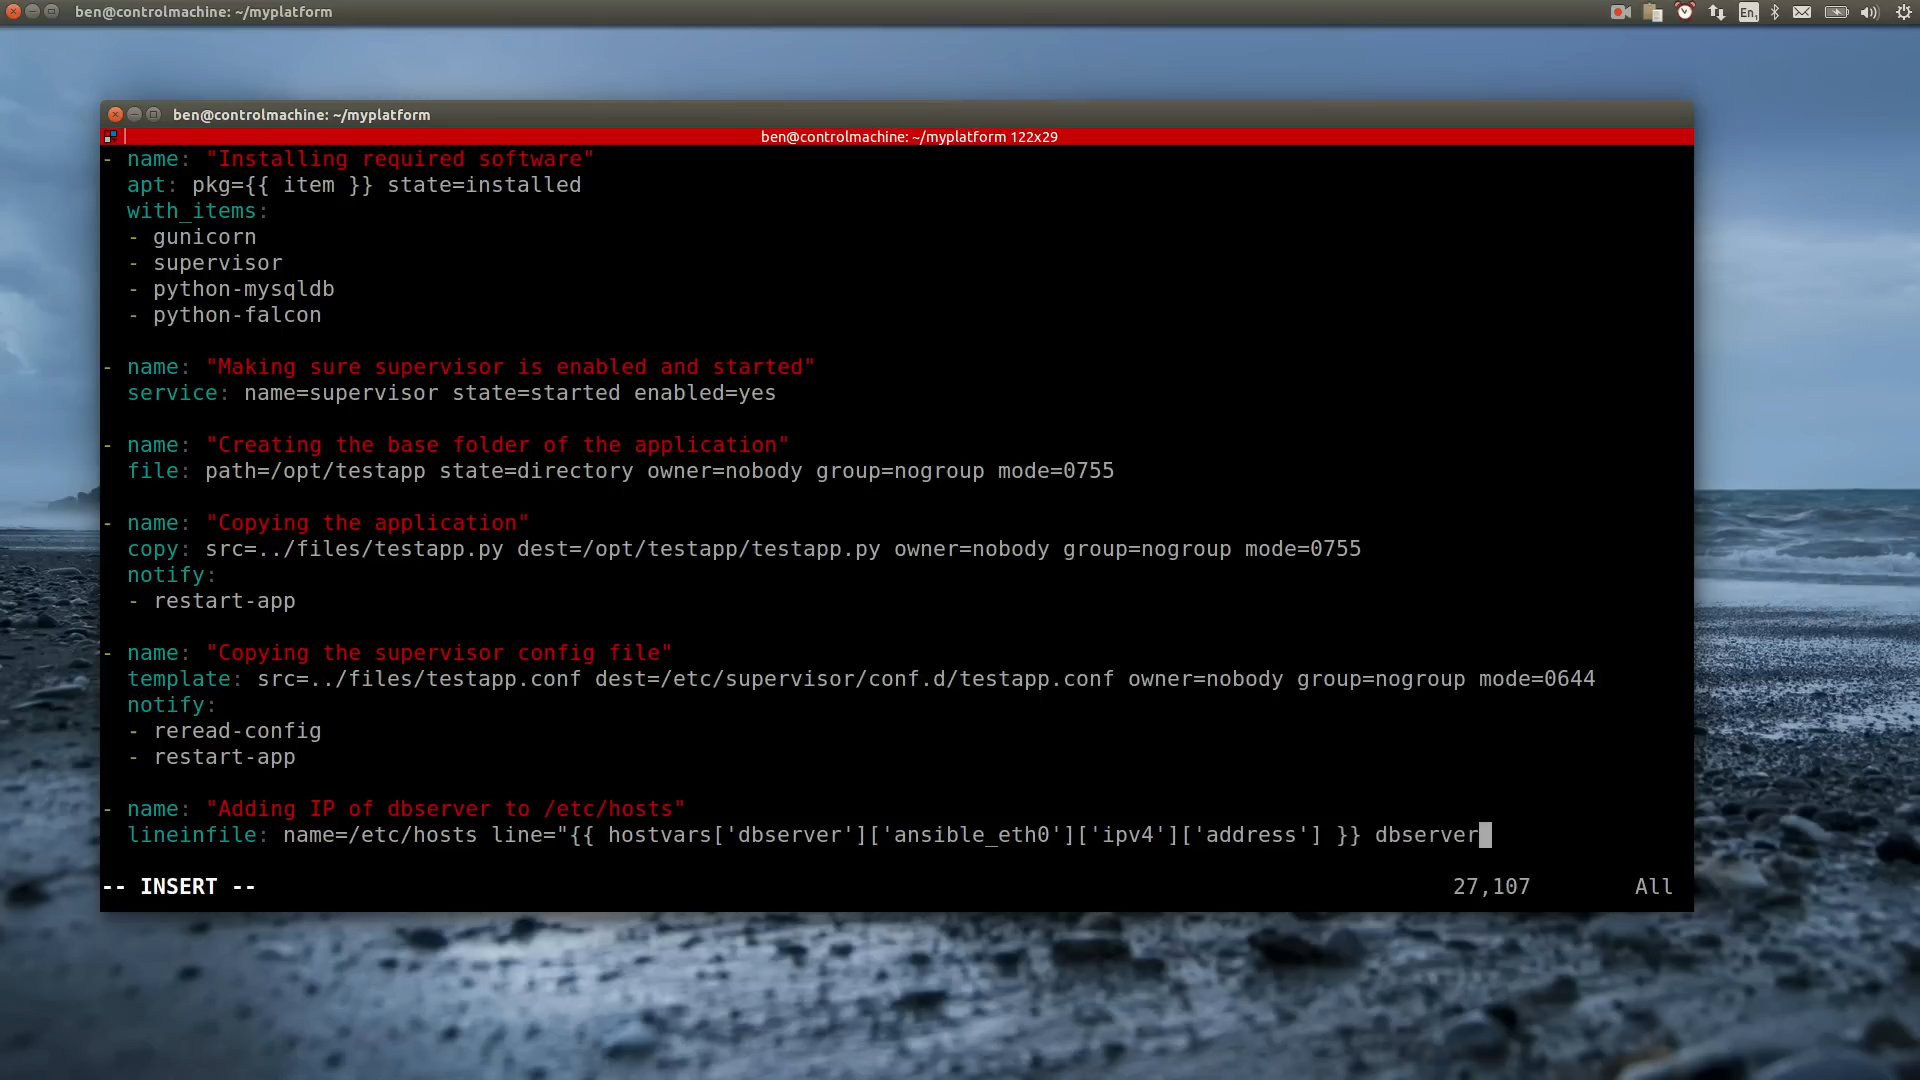 ben@controlmachine: ~/myplatform
En1
ben@controlmachine: ~/myplatform
ben@controlmachine: ~/myplatform 122x29
- name: "Installing required software"
  apt: pkg={{ item }} state=installed
  with_items:
  - gunicorn
  - supervisor
  - python-mysqldb
  - python-falcon
- name: "Making sure supervisor is enabled and started"
  service: name=supervisor state=started enabled=yes
- name: "Creating the base folder of the application"
  file: path=/opt/testapp state=directory owner=nobody group=nogroup mode=0755
- name: "Copying the application"
  copy: src=../files/testapp.py dest=/opt/testapp/testapp.py owner=nobody group=nogroup mode=0755
  notify:
  - restart-app
- name: "Copying the supervisor config file"
  template: src=../files/testapp.conf dest=/etc/supervisor/conf.d/testapp.conf owner=nobody group=nogroup mode=0644
  notify:
  - reread-config
  - restart-app
- name: "Adding IP of dbserver to /etc/hosts"
  lineinfile: name=/etc/hosts line="{{ hostvars['dbserver']['ansible_eth0']['ipv4']['address'] }} dbserver
-- INSERT -- 27,107 All